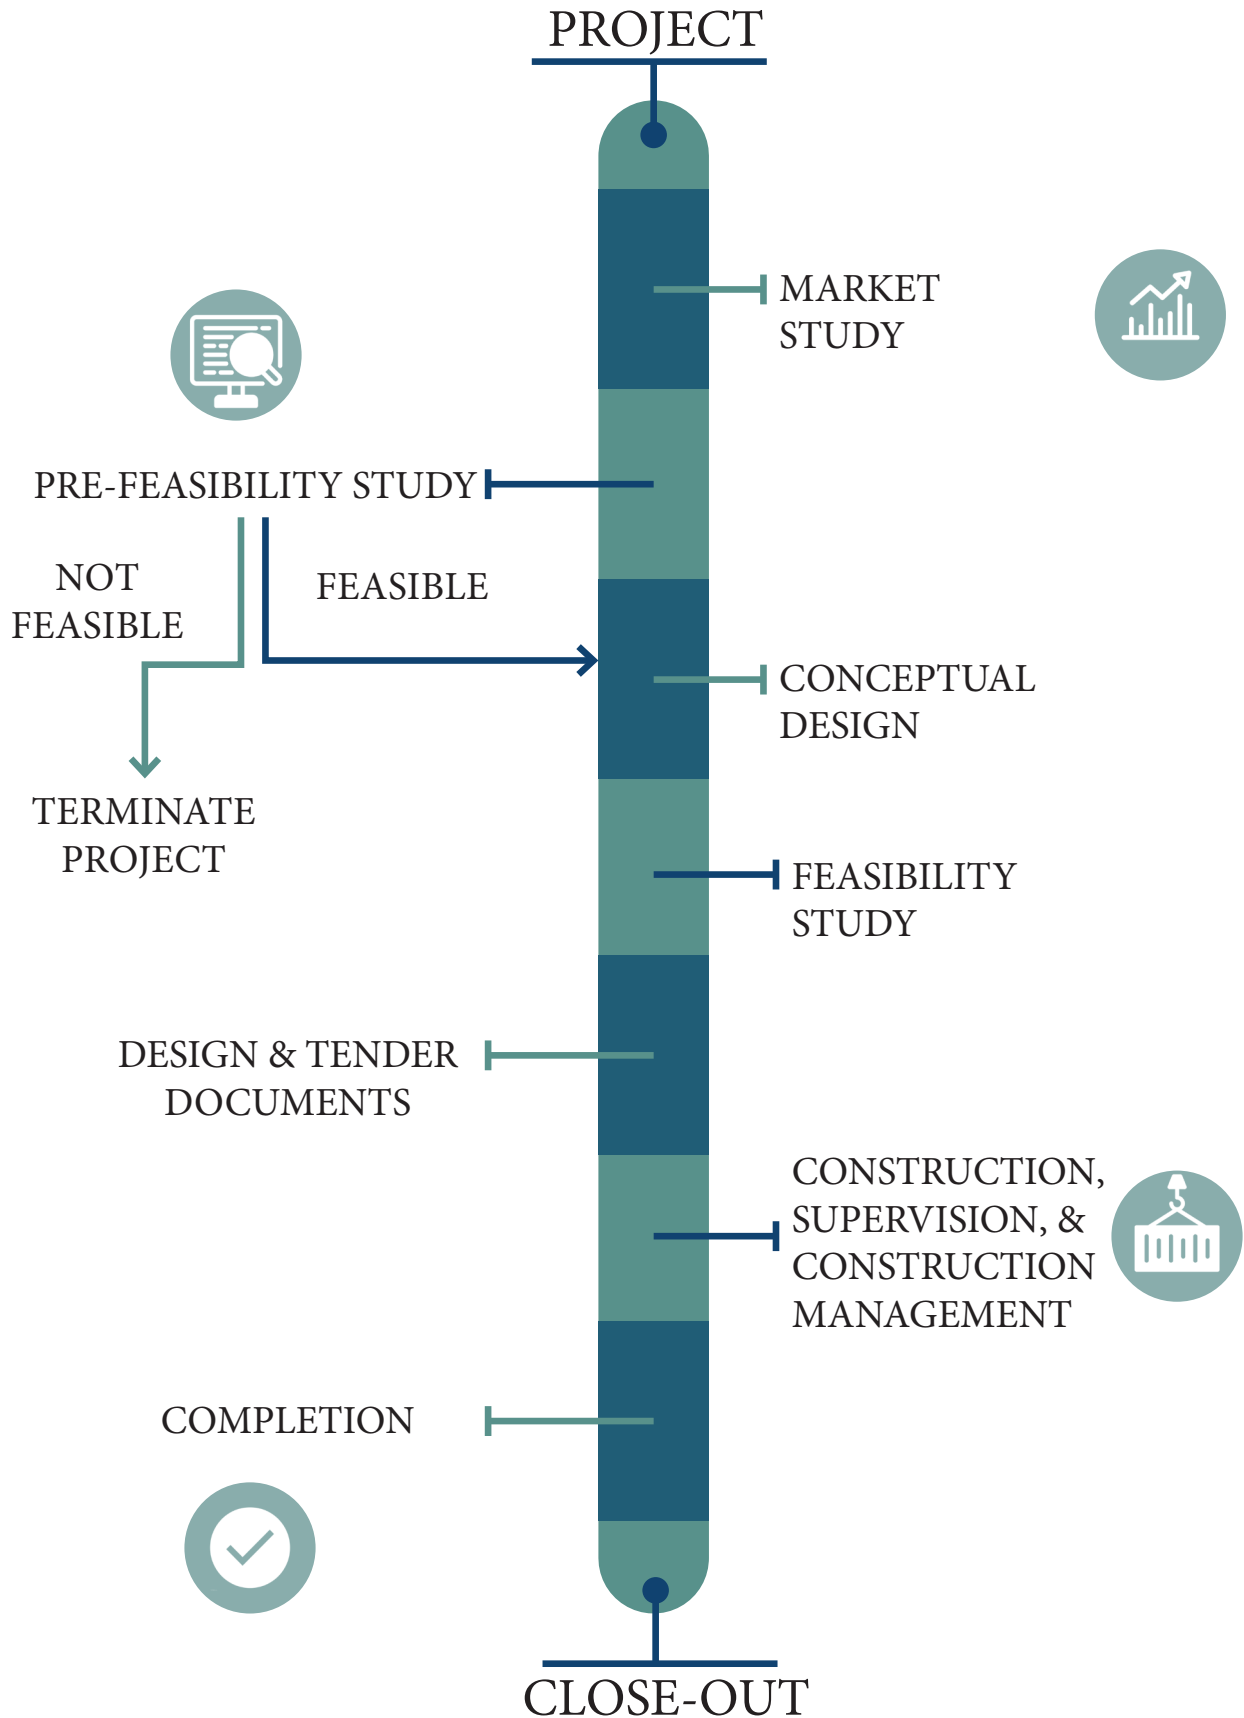 PROJECT
MARKET
STUDY
PRE-FEASIBILITY STUDY
NOT
FEASIBLE
FEASIBLE
TERMINATE
PROJECT
CONCEPTUAL
DESIGN
FEASIBILITY
STUDY
DESIGN & TENDER
DOCUMENTS
CONSTRUCTION,
SUPERVISION, &
CONSTRUCTION
MANAGEMENT
COMPLETION
CLOSE-OUT